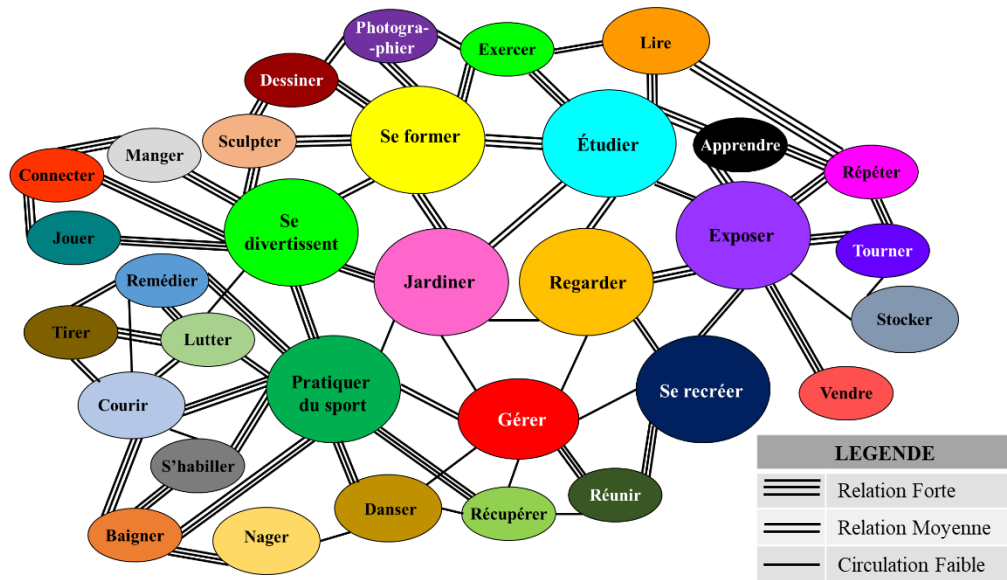 Photogra-
-phier
Exercer
Lire
Dessiner
Se former
Étudier
Sculpter
Manger
Apprendre
Connecter
Répéter
Se
divertissent
Exposer
Jouer
Tourner
Jardiner
Regarder
Remédier
Stocker
Tirer
Lutter
Pratiquer
du sport
Se recréer
Vendre
Courir
Gérer
S'habiller
LEGENDE
Réunir
Relation Forte
Danser
Récupérer
Baigner
Nager
Relation Moyenne
Circulation Faible